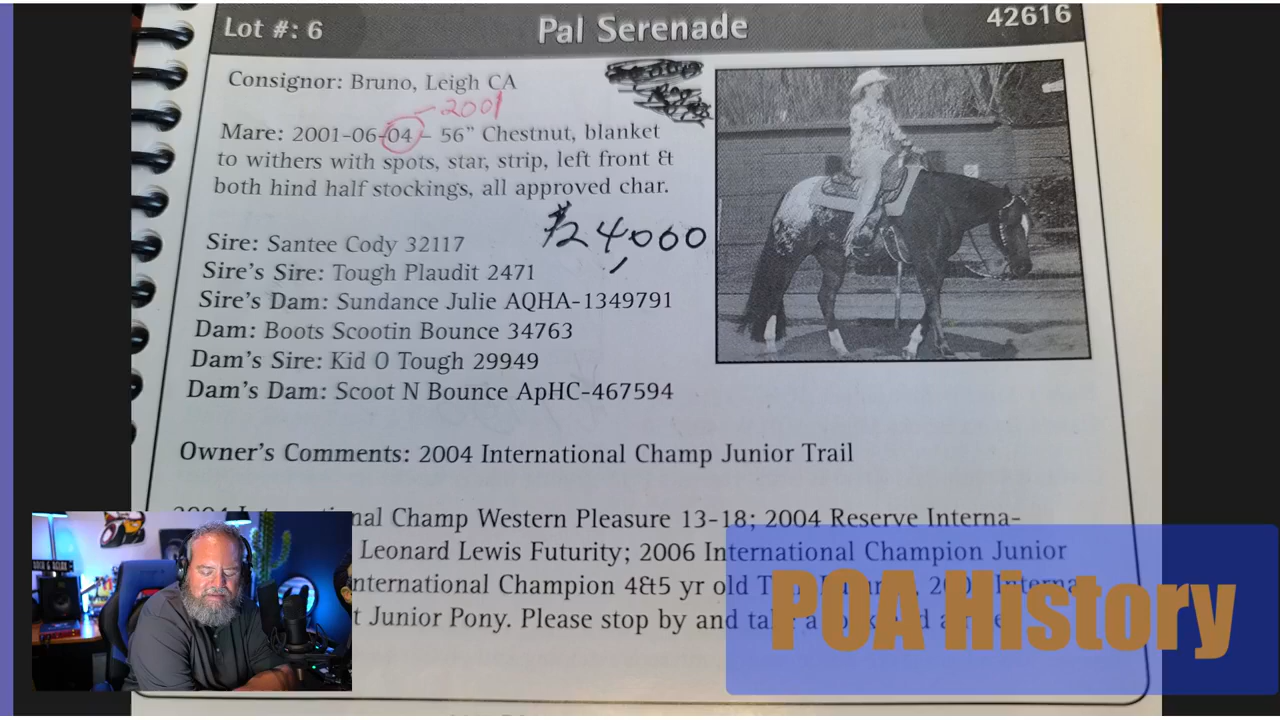 Lot #: 6 Pal Serenade 42616
Consignor: Bruno, Leigh CA
- 2001
Mare: 2001-06-04 - 56" Chestnut, blanket
to withers with spots, star, strip, left front &
both hind half stockings, all approved char.
$24,000
Sire: Santee Cody 32117
Sire's Sire: Tough Plaudit 2471
Sire's Dam: Sundance Julie AQHA-1349791
Dam: Boots Scootin Bounce 34763
Dam's Sire: Kid O Tough 29949
Dam's Dam: Scoot N Bounce ApHC-467594
Owner's Comments: 2004 International Champ Junior Trail
Champ Western Pleasure 13-18; 2004 Reserve Interna-
Leonard Lewis Futurity; 2006 International Champion Junior
International Champion 4&5 yr old
Junior Pony. Please stop by and
POA History